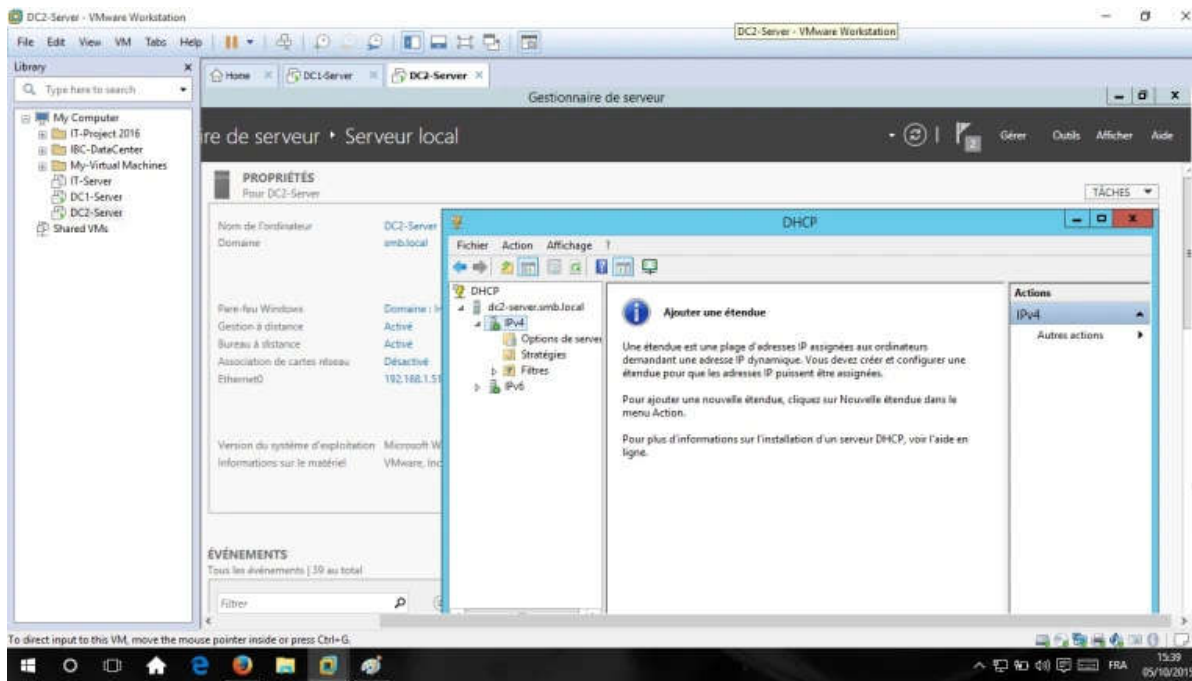 DC2-Server - VMware Workstation
DC2-Server - VMware Workstation
File Edit View VM Tabs Help
Library
Type here to search
My Computer
IT-Project 2016
IBC-DataCenter
My-Virtual Machines
IT-Server
DC1-Server
DC2-Server
Shared VMs
Home
DC1-Server
DC2-Server
Gestionnaire de serveur
re de serveur • Serveur local
2
Gérer Outils Afficher Aide
PROPRIÉTÉS
Pour DC2-Server
TÂCHES
Nom de l'ordinateur DC2-Server
Domaine smb.local
Pare-feu Windows Domaine :
Gestion à distance Activé
Bureau à distance Activé
Association de cartes réseau Désactivé
Ethernet0 192.168.1.51
Version du système d'exploitation Microsoft W
Informations sur le matériel VMware, Inc
ÉVÉNEMENTS
Tous les événements | 39 au total
Filtrer
DHCP
Fichier Action Affichage ?
DHCP
dc2-server.smb.local
IPv4
Options de server
Stratégies
Filtres
IPv6
Ajouter une étendue
Une étendue est une plage d'adresses IP assignées aux ordinateurs
demandant une adresse IP dynamique. Vous devez créer et configurer une
étendue pour que les adresses IP puissent être assignées.
Pour ajouter une nouvelle étendue, cliquez sur Nouvelle étendue dans le
menu Action.
Pour plus d'informations sur l'installation d'un serveur DHCP, voir l'aide en
ligne.
Actions
IPv4
Autres actions
To direct input to this VM, move the mouse pointer inside or press Ctrl+G.
FRA
15:39
05/10/2015